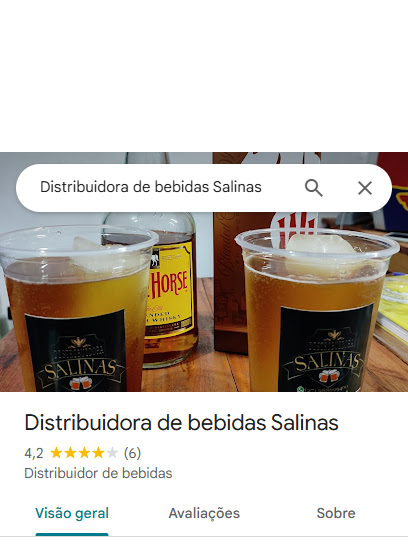 Distribuidora de bebidas Salinas
HORSE
SALINAS
SALINAS
Distribuidora de bebidas Salinas
4,2 (6)
Distribuidor de bebidas
Visão geral Avaliações Sobre